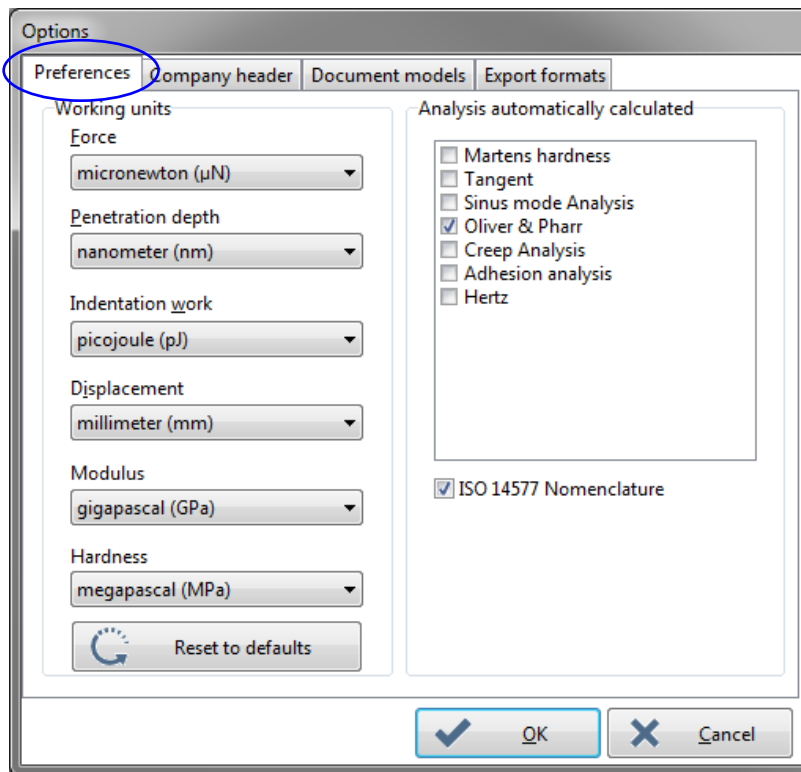 Options
Preferences
Company header
Document models
Export formats
Working units
Force
micronewton (µN)
Penetration depth
nanometer (nm)
Indentation work
picojoule (pJ)
Displacement
millimeter (mm)
Modulus
gigapascal (GPa)
Hardness
megapascal (MPa)
Reset to defaults
Analysis automatically calculated
Martens hardness
Tangent
Sinus mode Analysis
Oliver & Pharr
Creep Analysis
Adhesion analysis
Hertz
ISO 14577 Nomenclature
OK
Cancel